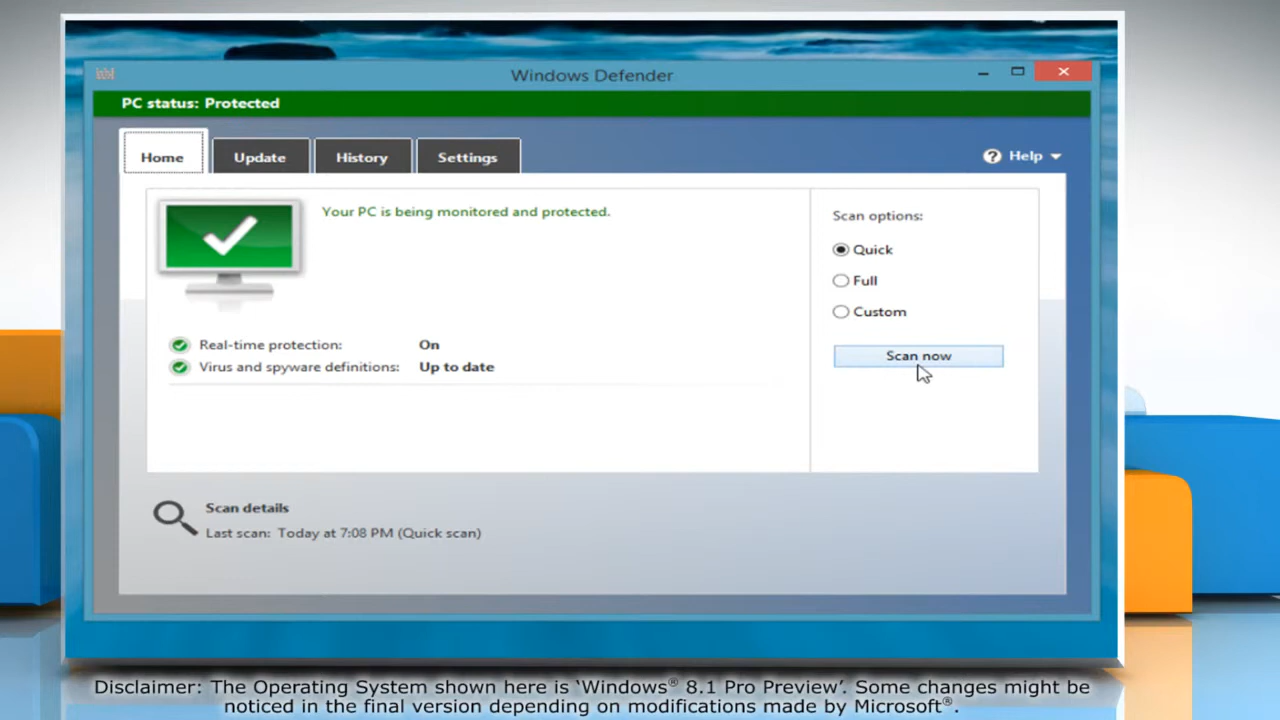 Windows Defender
PC status: Protected
Home
Update
History
Settings
Help
Your PC is being monitored and protected.
Scan options:
Quick
Full
Custom
Scan now
Real-time protection: On
Virus and spyware definitions: Up to date
Scan details
Last scan: Today at 7:08 PM (Quick scan)
Disclaimer: The Operating System shown here is ‘Windows® 8.1 Pro Preview’. Some changes might be
noticed in the final version depending on modifications made by Microsoft®.